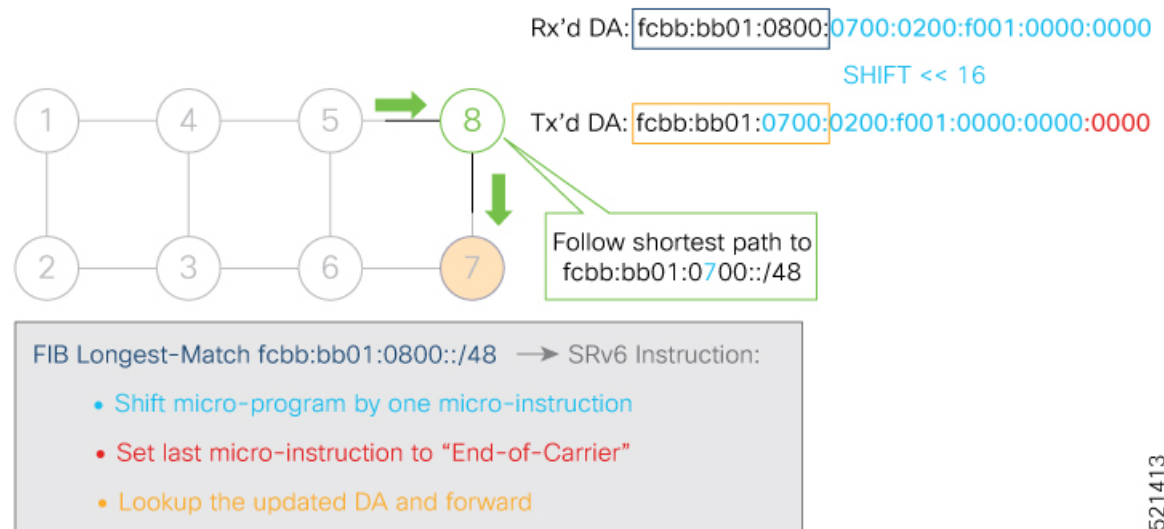 Rx'd DA: fcbb:bb01:0800:0700:0200:f001:0000:0000
SHIFT << 16
Tx'd DA: fcbb:bb01:0700:0200:f001:0000:0000:0000
1 4 5 8
2 3 6 7
Follow shortest path to
fcbb:bb01:0700::/48
FIB Longest-Match fcbb:bb01:0800::/48 → SRv6 Instruction:
• Shift micro-program by one micro-instruction
• Set last micro-instruction to “End-of-Carrier”
• Lookup the updated DA and forward
521413